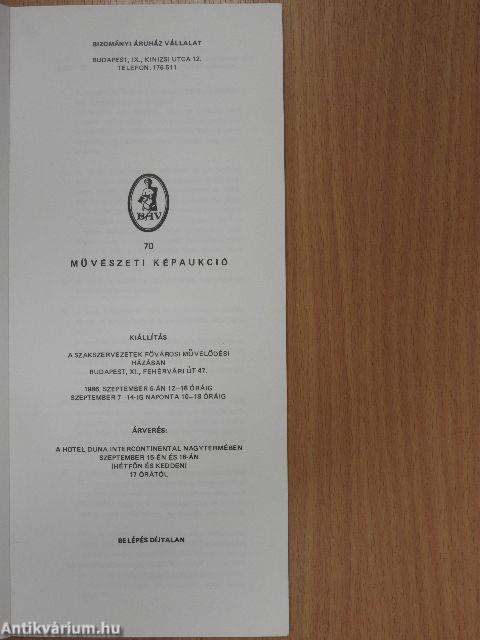 BIZOMÁNYI ÁRUHÁZ VÁLLALAT
BUDAPEST, IX., KINIZSI UTCA 12.
TELEFON: 176-511
BÁV
70
MŰVÉSZETI KÉPAUKCIÓ
KIÁLLÍTÁS
A SZAKSZERVEZETEK FŐVÁROSI MŰVELŐDÉSI
HÁZÁBAN
BUDAPEST, XI., FEHÉRVÁRI ÚT 47.
1986. SZEPTEMBER 6-ÁN 12–18 ÓRÁIG
SZEPTEMBER 7–14-IG NAPONTA 10–18 ÓRÁIG
ÁRVERÉS:
A HOTEL DUNA INTERCONTINENTAL NAGYTERMÉBEN
SZEPTEMBER 15-ÉN ÉS 16-ÁN
(HÉTFŐN ÉS KEDDEN)
17 ÓRÁTÓL
BELÉPÉS DÍJTALAN
Antikvárium.hu